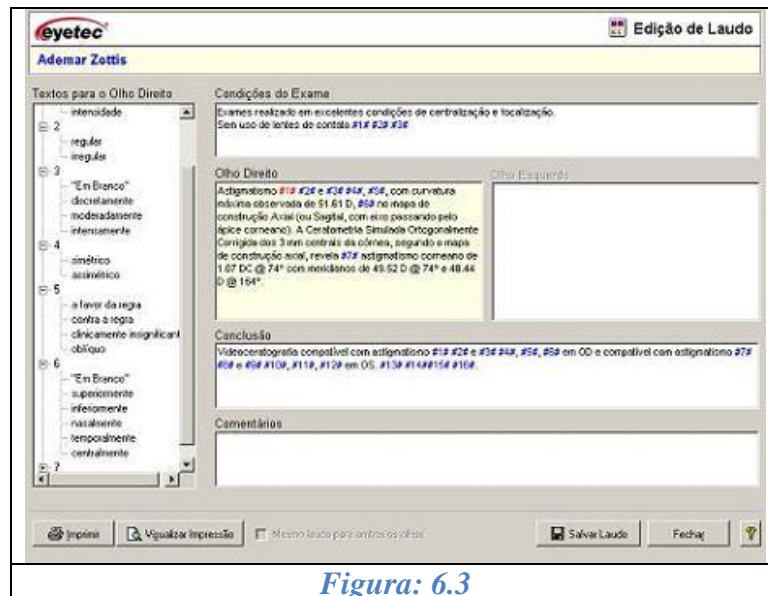 eyetec
Edição de Laudo
Ademar Zottis
Textos para o Olho Direito
intensidade
2
regular
irregular
3
"Em Branco"
discretamente
moderadamente
intensamente
4
simétrico
assimétrico
5
a favor da regra
contra a regra
clinicamente insignificant
oblíquo
6
"Em Branco"
superiormente
inferiormente
nasalmente
temporalmente
centralmente
7
Condições do Exame
Exames realizado em excelentes condições de centralização e focalização.
Sem uso de lentes de contato #1# #2# #3#
Olho Direito
Astigmatismo #1# #2# e #3# #4#, #5#, com curvatura
máxima observada de 51.61 D, #6# no mapa de
construção Axial (ou Sagital, com eixo passando pelo
ápice corneano). A Ceratometria Simulada Ortogonalmente
Corrigida dos 3 mm centrais da córnea, segundo o mapa
de construção axial, revela #7# astigmatismo corneano de
1.07 DC @ 74° com meridianos de 49.52 D @ 74° e 48.44
D @ 164°.
Olho Esquerdo
Conclusão
Videoceratografia compatível com astigmatismo #1# #2# e #3# #4#, #5#, #6# em OD e compatível com astigmatismo #7#
#8# e #9# #10#, #11#, #12# em OS. #13# #14##15# #16#.
Comentários
Imprimir
Visualizar Impressão
Mesmo laudo para ambos os olhos
Salvar Laudo
Fechar
?
Figura: 6.3